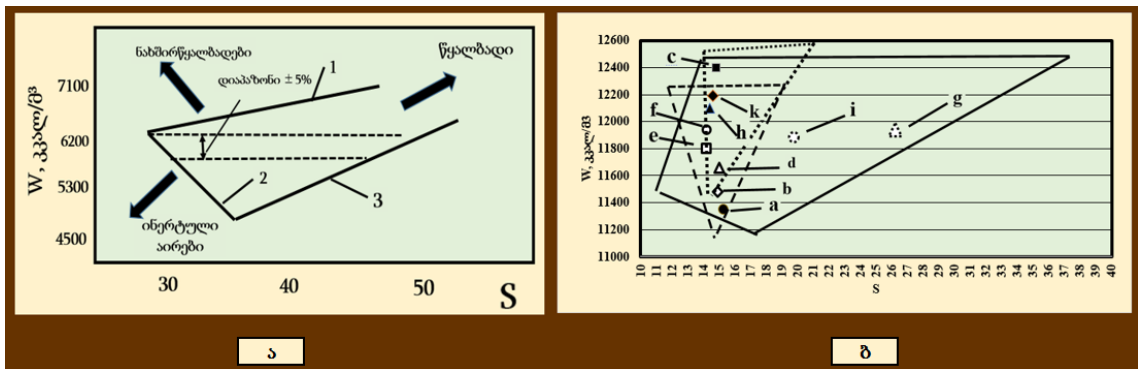 ნახშირწყალბადები
წყალბადი
დიაპაზონი ± 5%
1
W, კკალ/მ³
7100
6200
5300
4500
2
3
ინერტული
აირები
30
40
50
S
ა
W, კკალ/მ3
12600
12400
12200
12000
11800
11600
11400
11200
11000
c
k
f
h
e
i
g
d
b
a
10 11 12 13 14 15 16 17 18 19 20 21 22 23 24 25 26 27 28 29 30 31 32 33 34 35 36 37 38 39 40
S
ბ